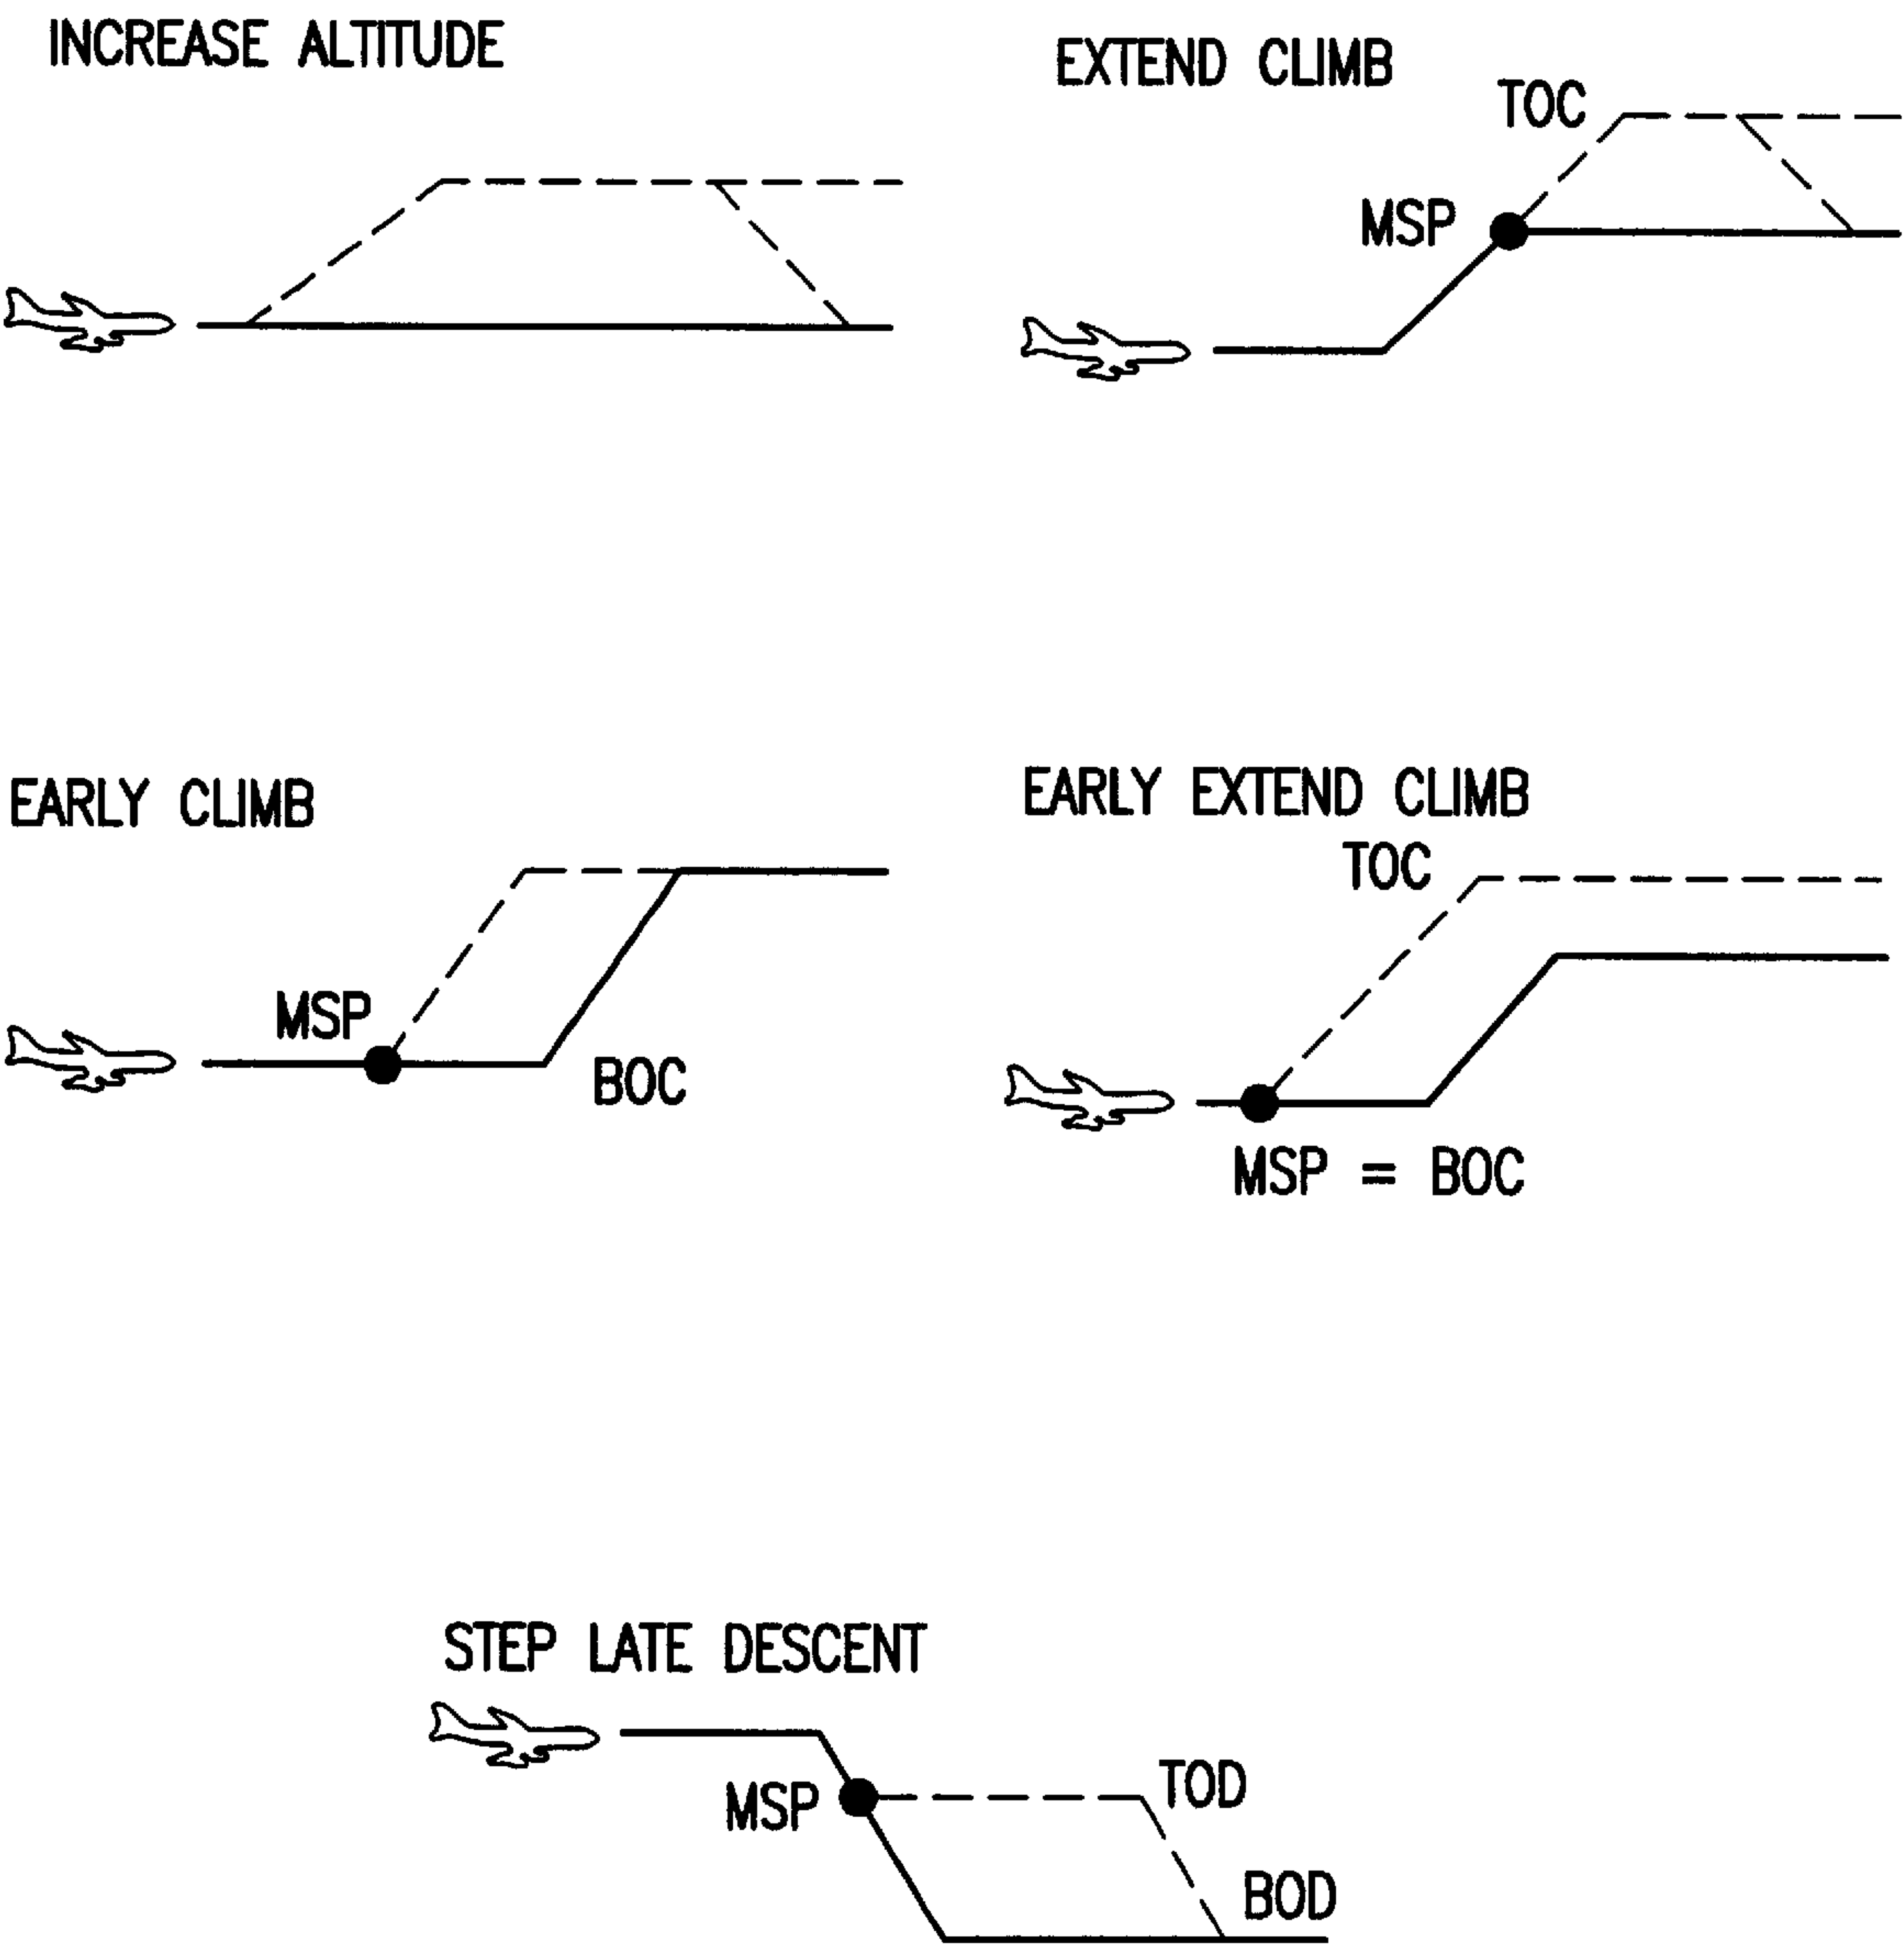 INCREASE ALTITUDE
EXTEND CLIMB
TOC
MSP
EARLY CLIMB
MSP
BOC
EARLY EXTEND CLIMB
TOC
MSP = BOC
STEP LATE DESCENT
MSP
TOD
BOD